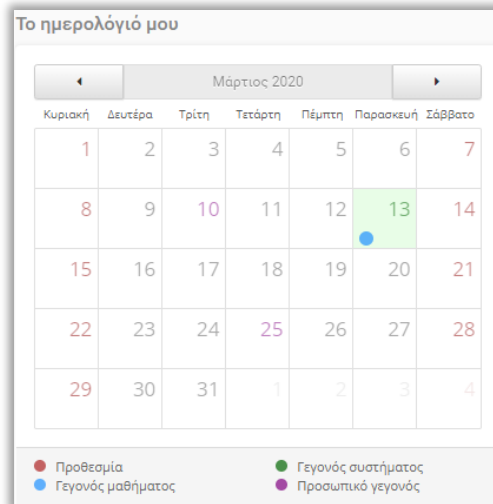 Το ημερολόγιό μου
Μάρτιος 2020
Κυριακή Δευτέρα Τρίτη Τετάρτη Πέμπτη Παρασκευή Σάββατο
1 2 3 4 5 6 7
8 9 10 11 12 13 14
15 16 17 18 19 20 21
22 23 24 25 26 27 28
29 30 31 1 2 3 4
Προθεσμία Γεγονός συστήματος
Γεγονός μαθήματος Προσωπικό γεγονός